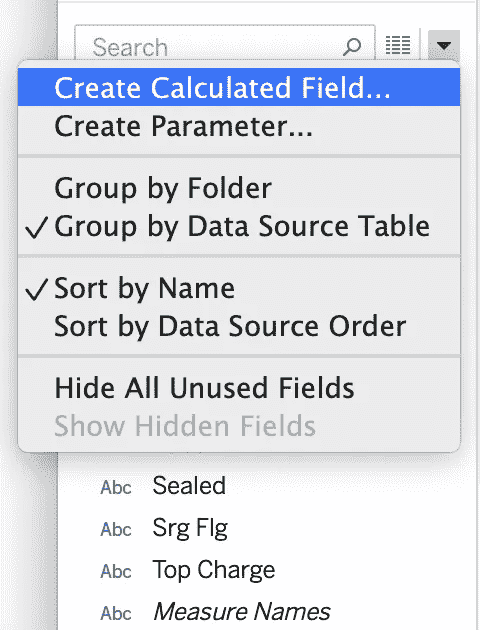 Search
Create Calculated Field...
Create Parameter...
Group by Folder
Group by Data Source Table
Sort by Name
Sort by Data Source Order
Hide All Unused Fields
Show Hidden Fields
Abc Sealed
Abc Srg Flg
Abc Top Charge
Abc Measure Names